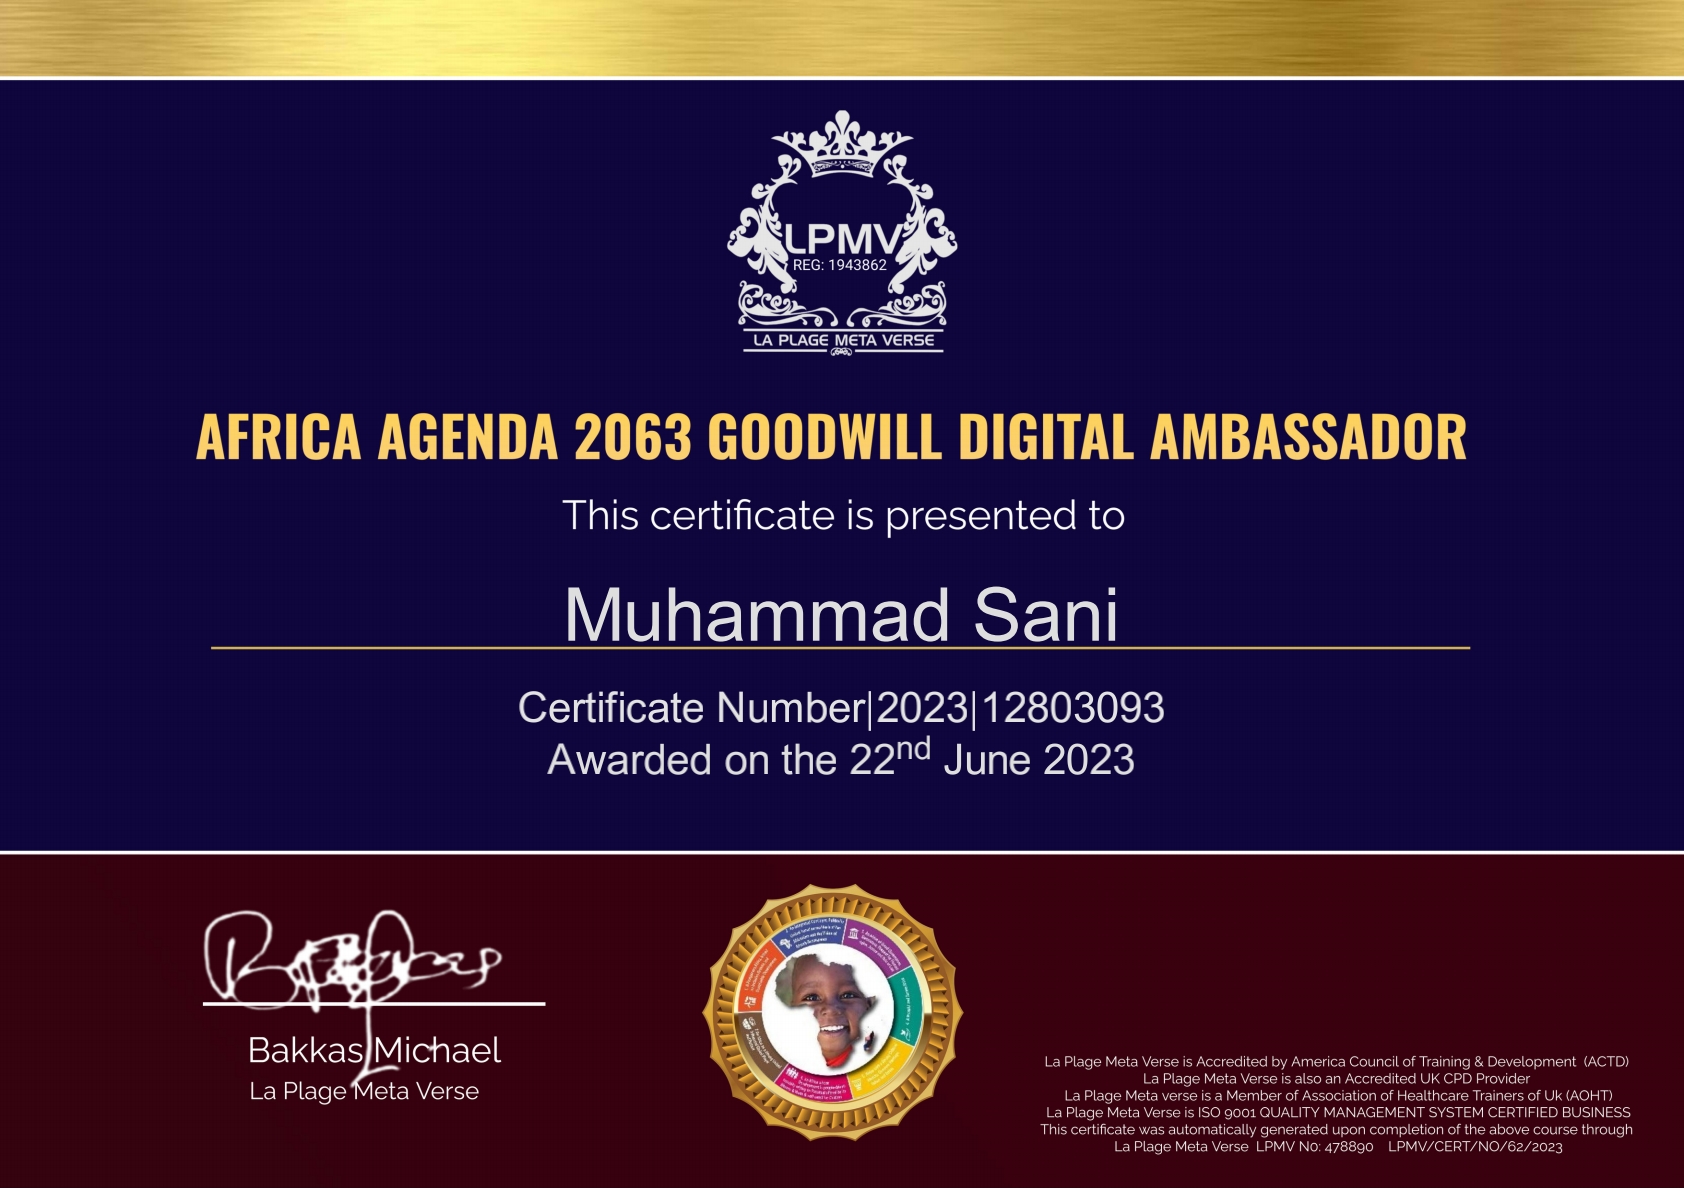 LPMV
REG: 1943862
LA PLAGE META VERSE
AFRICA AGENDA 2063 GOODWILL DIGITAL AMBASSADOR
This certificate is presented to
Muhammad Sani
Certificate Number|2023|12803093
Awarded on the 22nd June 2023
Bakkas Michael
La Plage Meta Verse
La Plage Meta Verse is Accredited by America Council of Training & Development (ACTD)
La Plage Meta Verse is also an Accredited UK CPD Provider
La Plage Meta verse is a Member of Association of Healthcare Trainers of Uk (AOHT)
La Plage Meta Verse is ISO 9001 QUALITY MANAGEMENT SYSTEM CERTIFIED BUSINESS
This certificate was automatically generated upon completion of the above course through
La Plage Meta Verse LPMV N0: 478890 LPMV/CERT/NO/62/2023